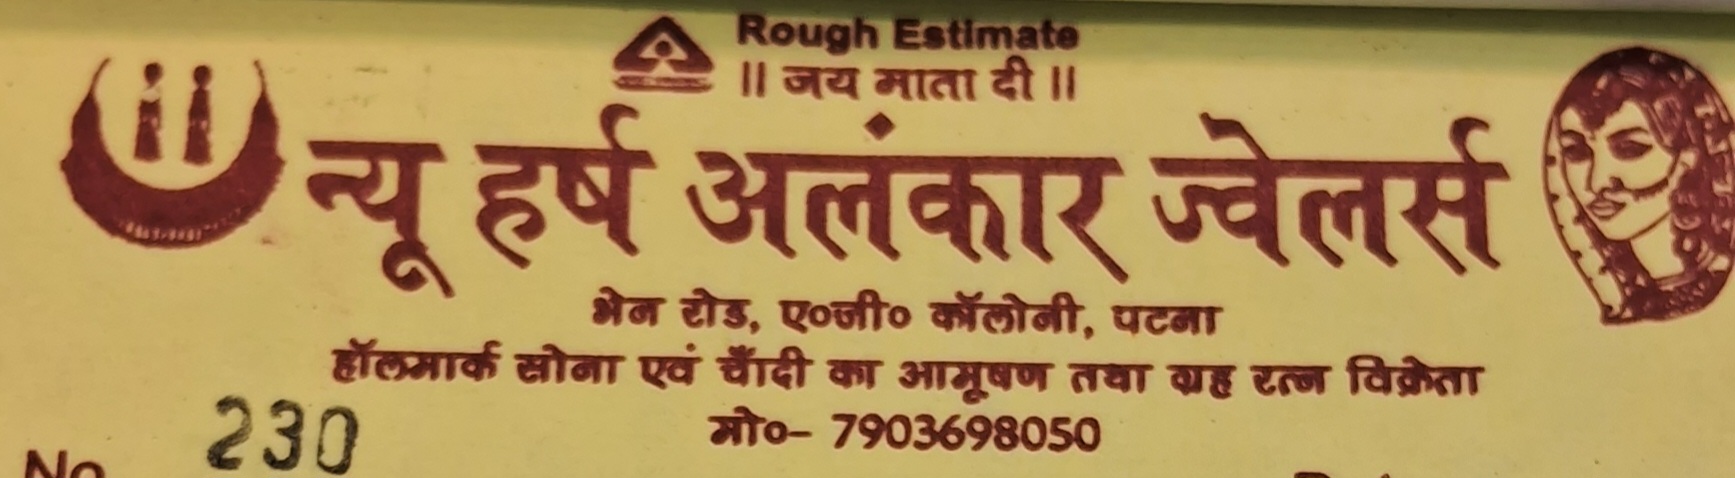 Rough Estimate
|| जय माता दी ||
न्यू हर्ष अलंकार ज्वेलर्स
भेन रोड, ए०जी० कॉलोनी, पटना
हॉलमार्क सोना एवं चाँदी का आभूषण तथा ग्रह रत्न विक्रेता
मो०- 7903698050
No. 230